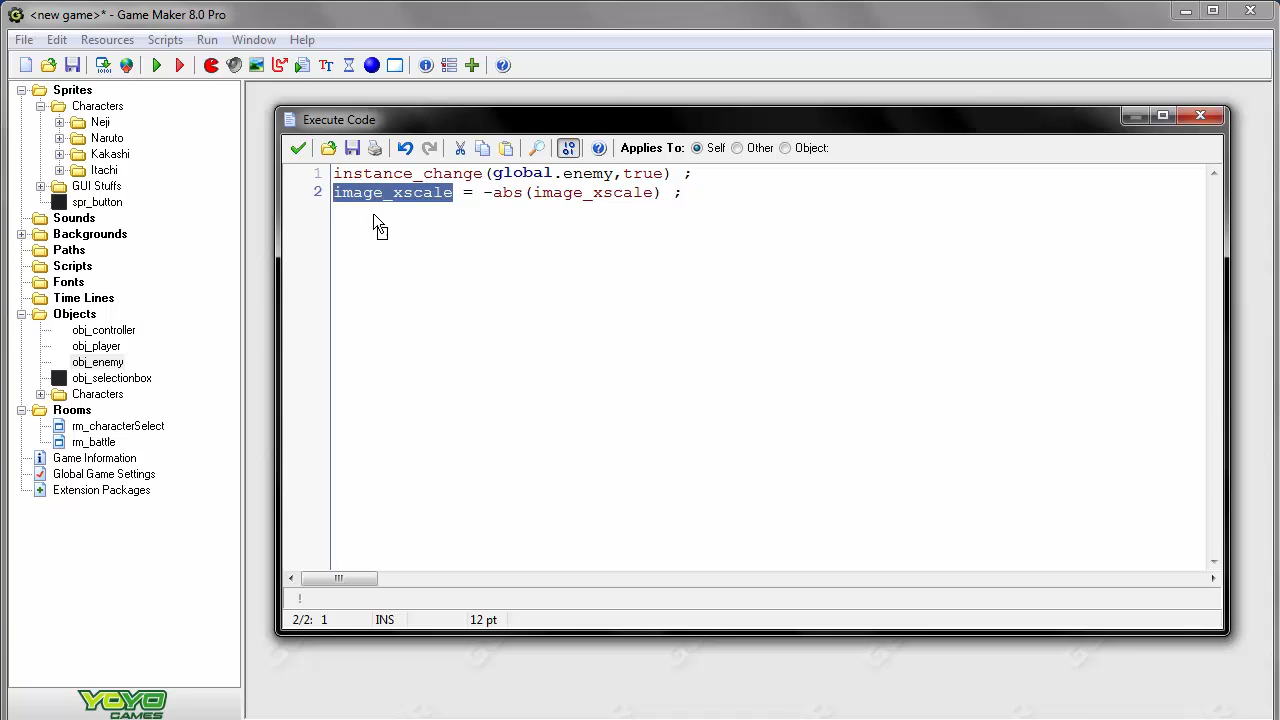 <new game>* - Game Maker 8.0 Pro
File Edit Resources Scripts Run Window Help
Sprites
Characters
Neji
Naruto
Kakashi
Itachi
GUI Stuffs
spr_button
Sounds
Backgrounds
Paths
Scripts
Fonts
Time Lines
Objects
obj_controller
obj_player
obj_enemy
obj_selectionbox
Characters
Rooms
rm_characterSelect
rm_battle
Game Information
Global Game Settings
Extension Packages
YOYO
GAMES
Execute Code
Applies To: Self Other Object:
1 instance_change(global.enemy,true) ;
2 image_xscale = -abs(image_xscale) ;
!
2/2: 1 INS 12 pt